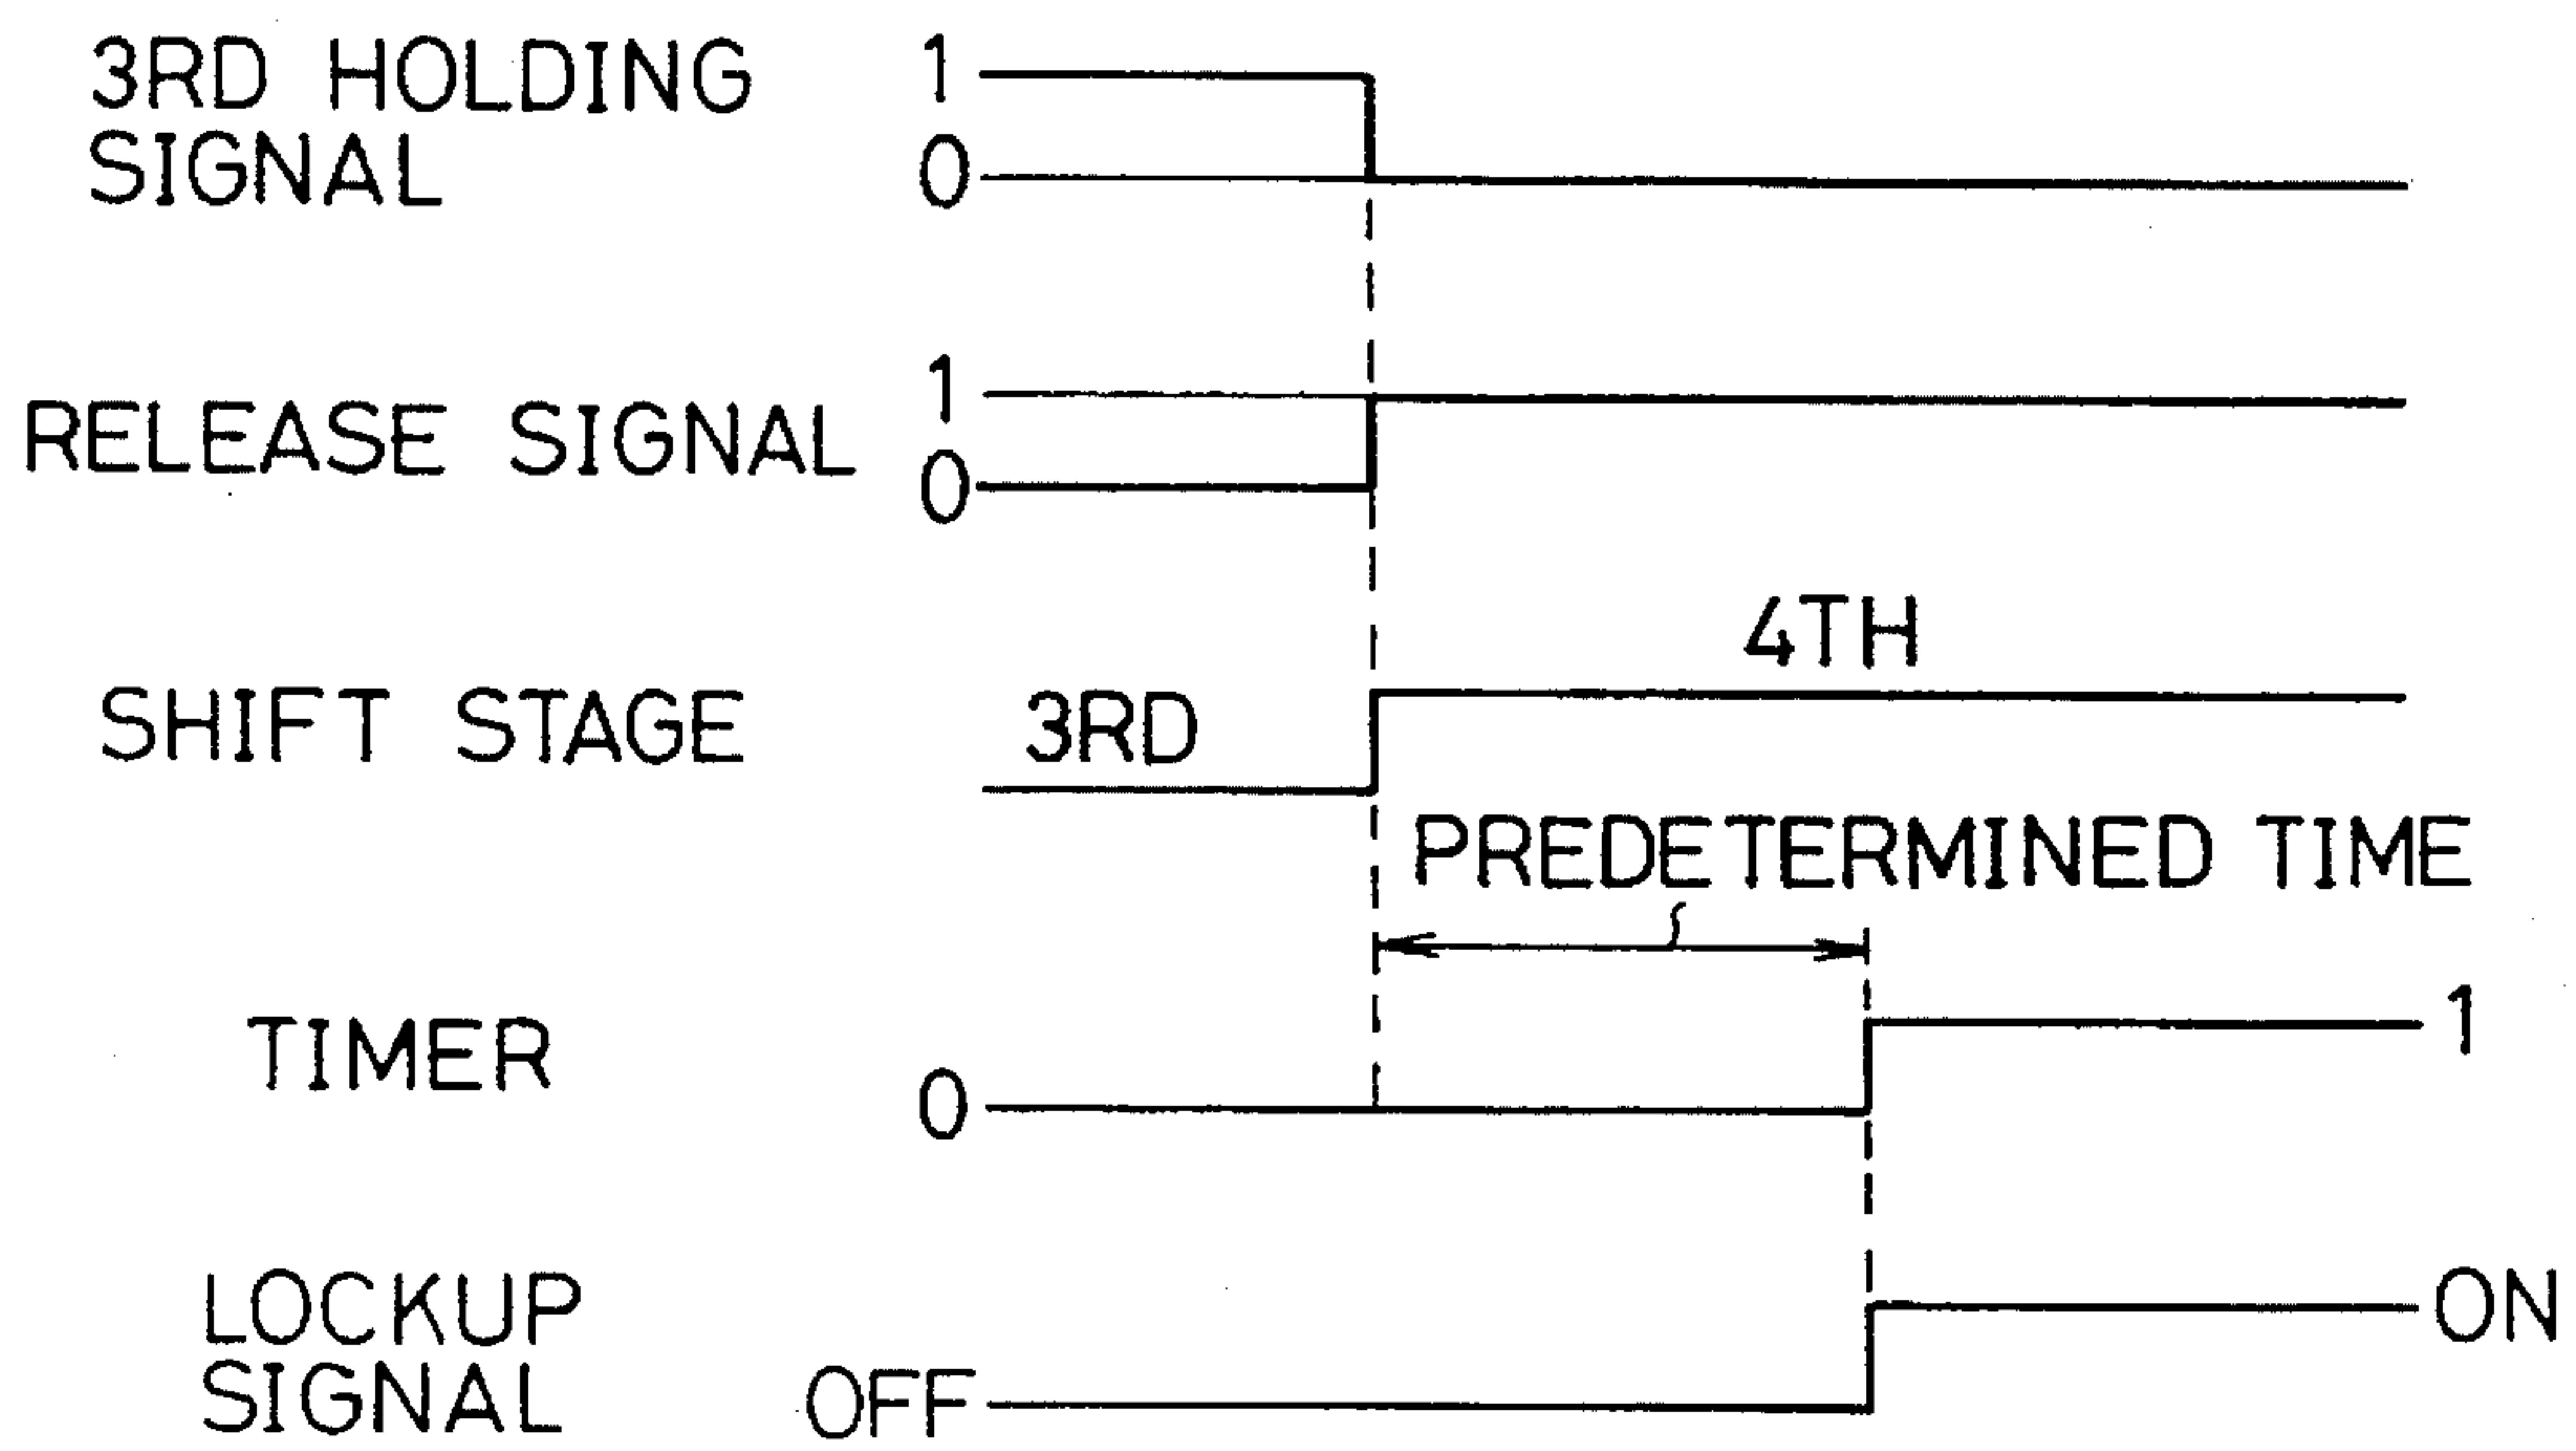 3RD HOLDING
SIGNAL
1
0
RELEASE SIGNAL
1
0
SHIFT STAGE
3RD
4TH
PREDETERMINED TIME
TIMER
0
1
LOCKUP
SIGNAL
OFF
ON